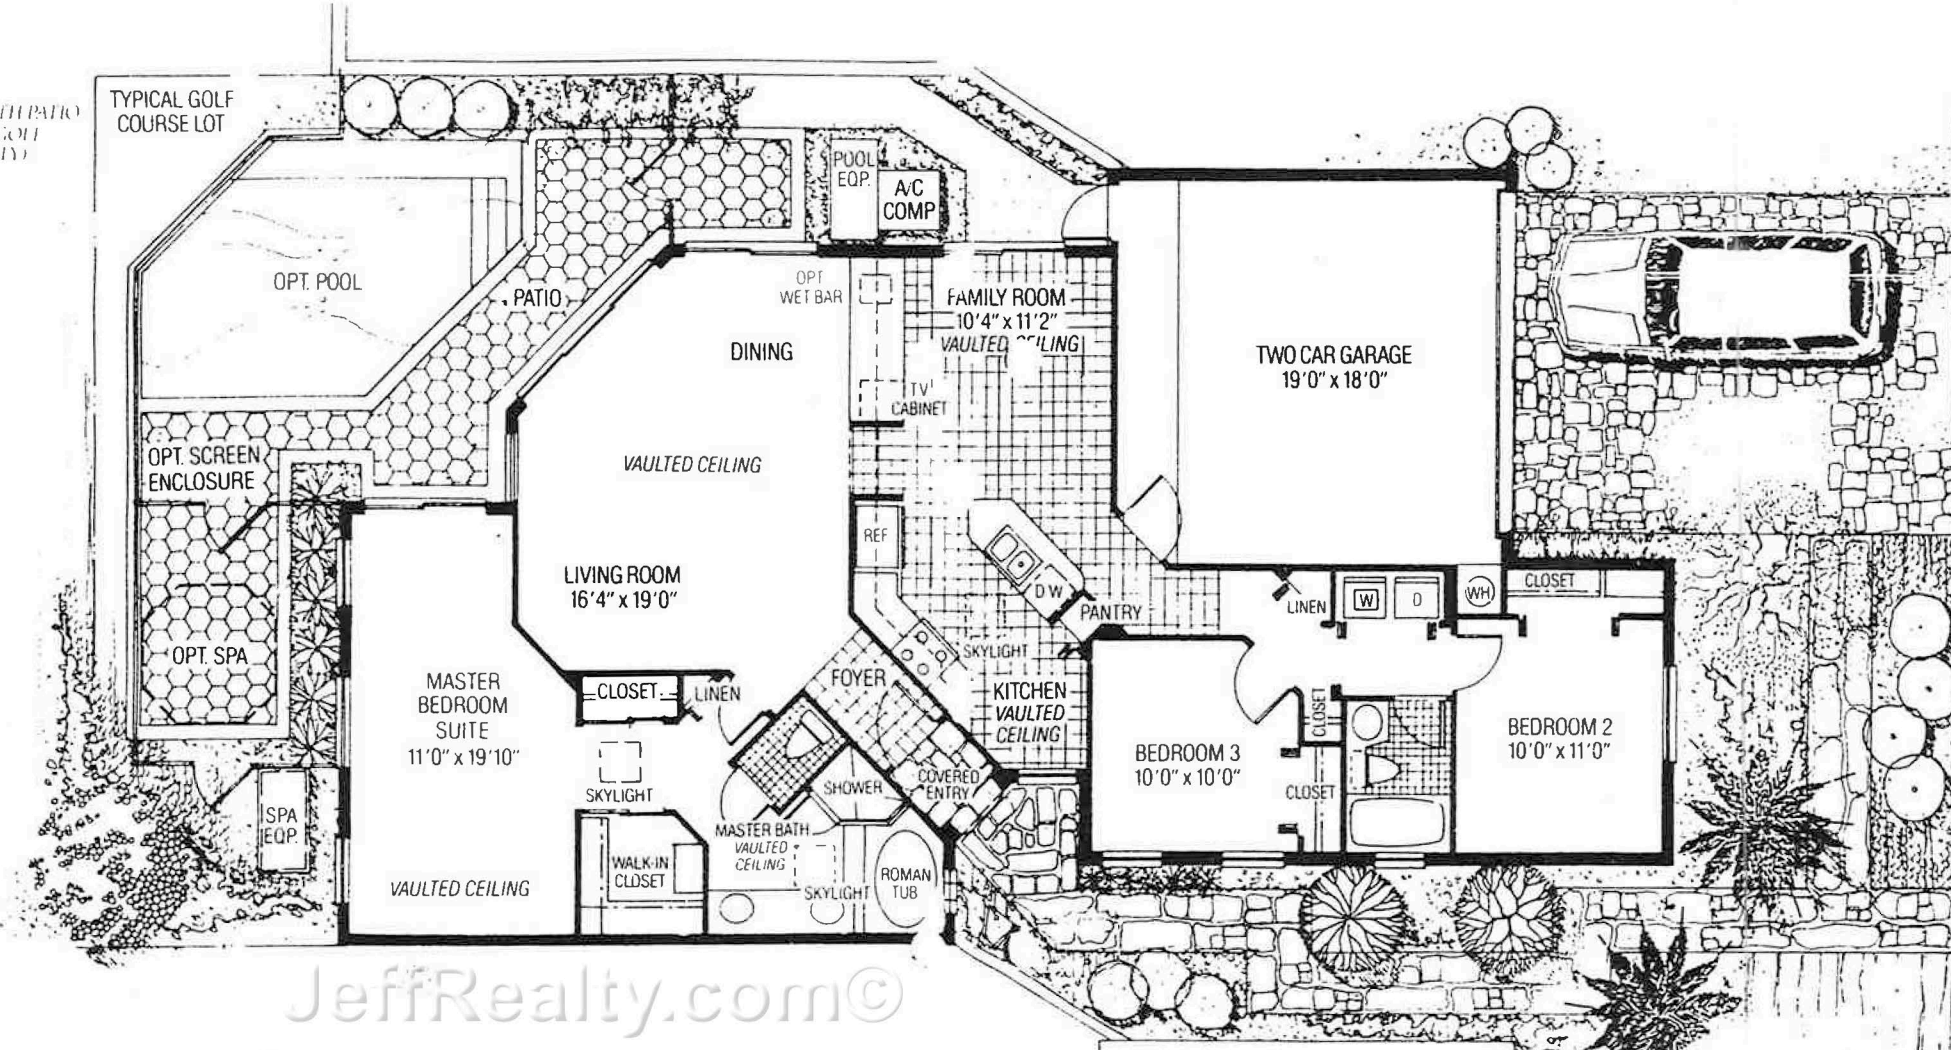 TYPICAL GOLF
COURSE LOT
POOL
EQP.
A/C
COMP
OPT. POOL
PATIO
OPT
WET BAR
FAMILY ROOM
10'4" x 11'2"
VAULTED CEILING
DINING
TWO CAR GARAGE
19'0" x 18'0"
TV
CABINET
OPT. SCREEN
ENCLOSURE
VAULTED CEILING
REF
LIVING ROOM
16'4" x 19'0"
D W
PANTRY
LINEN
W
D
WH
CLOSET
OPT. SPA
FOYER
SKYLIGHT
MASTER
BEDROOM
SUITE
11'0" x 19'10"
CLOSET
LINEN
KITCHEN
VAULTED
CEILING
CLOSET
BEDROOM 3
10'0" x 10'0"
BEDROOM 2
10'0" x 11'0"
SKYLIGHT
SHOWER
COVERED
ENTRY
CLOSET
SPA
EQP.
MASTER BATH
VAULTED
CEILING
WALK-IN
CLOSET
SKYLIGHT
ROMAN
TUB
VAULTED CEILING
JeffRealty.com©